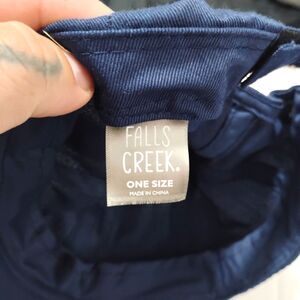 FALLS
CREEK.
ONE SIZE
MADE IN CHINA